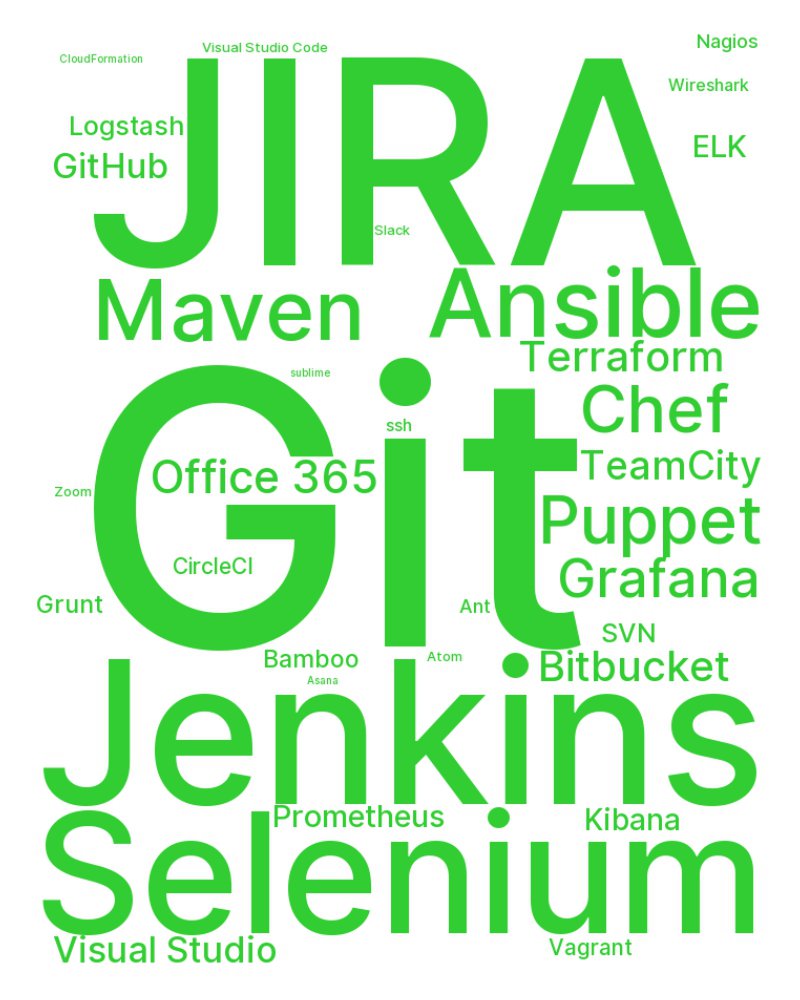 Nagios
Visual Studio Code
CloudFormation
JIRA
Wireshark
Logstash
ELK
GitHub
Slack
Maven
Ansible
Terraform
sublime
Git
Chef
ssh
TeamCity
Office 365
Zoom
Puppet
CircleCI
Grafana
Grunt
Ant
SVN
Bamboo
Atom
Bitbucket
Asana
Jenkins
Prometheus
Kibana
Selenium
Visual Studio
Vagrant